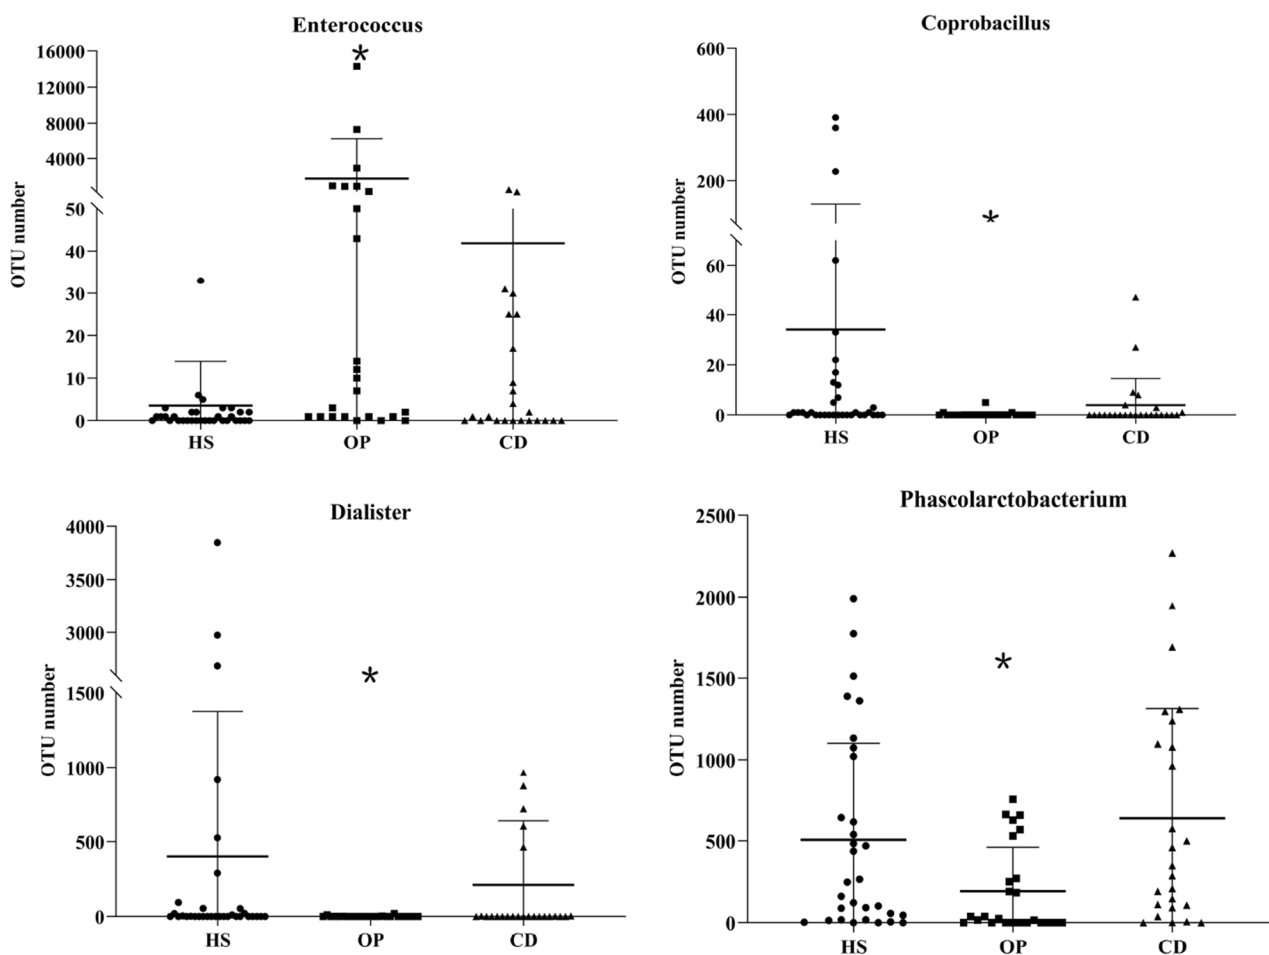 Enterococcus
OTU number
16000
12000
8000
4000
50
40
30
20
10
0
*
HS OP CD
Coprobacillus
OTU number
600
400
200
60
40
20
0
*
HS OP CD
Dialister
OTU number
4000
3500
3000
1500
1000
500
0
*
HS OP CD
Phascolarctobacterium
OTU number
2500
2000
1500
1000
500
0
*
HS OP CD